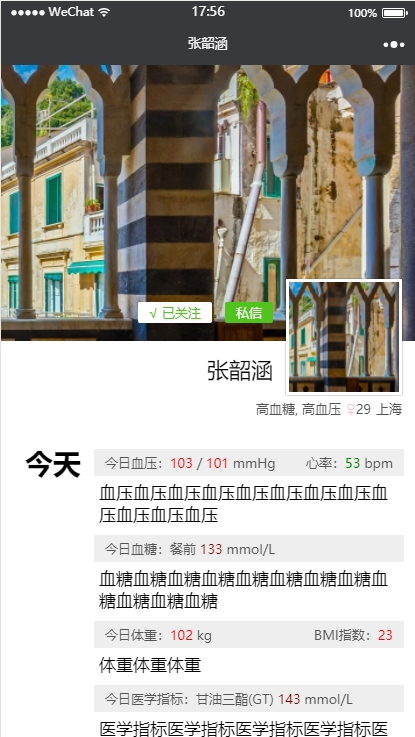 WeChat 17:56 100%
张韶涵
√ 已关注 私信
张韶涵
高血糖, 高血压 ♀29 上海
今天
今日血压：103 / 101 mmHg 心率：53 bpm
血压血压血压血压血压血压血压血压血
压血压血压血压
今日血糖：餐前 133 mmol/L
血糖血糖血糖血糖血糖血糖血糖血糖血
糖血糖血糖血糖
今日体重：102 kg BMI指数：23
体重体重体重
今日医学指标：甘油三酯(GT) 143 mmol/L
医学指标医学指标医学指标医学指标医